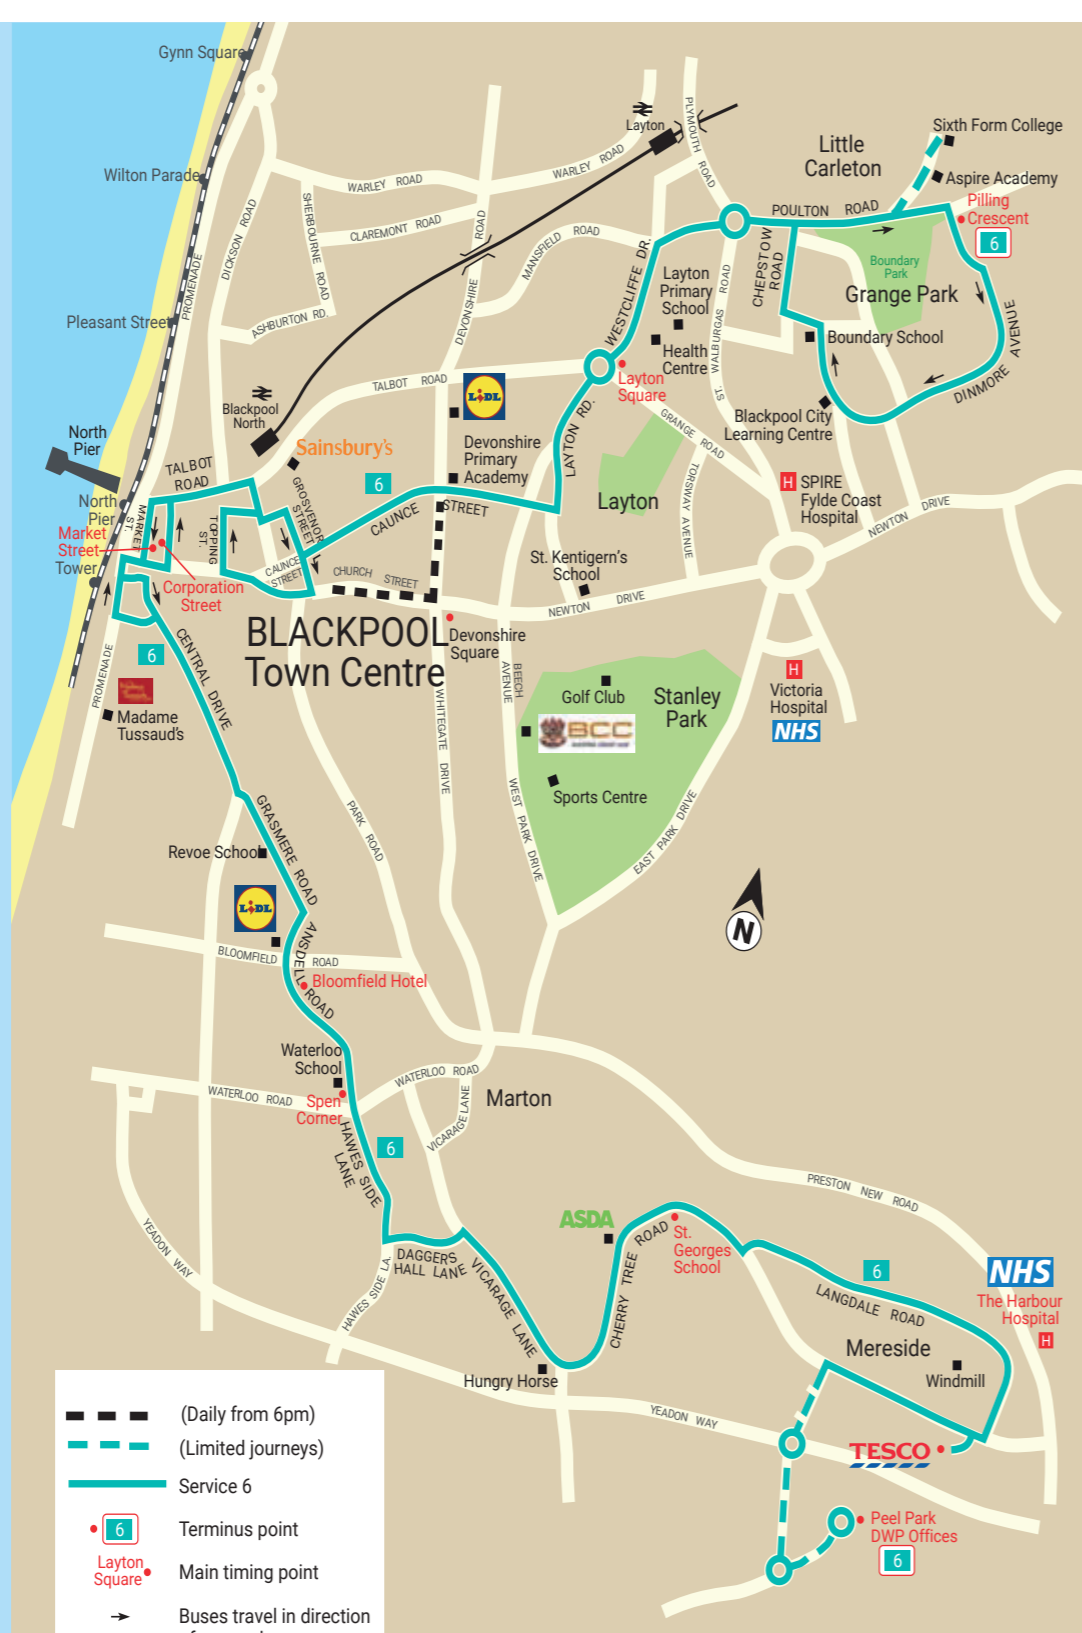 Gynn Square
Wilton Parade
Pleasant Street
North
Pier
North
Pier
Tower
PROMENADE
DICKSON ROAD
SHERBOURNE ROAD
WARLEY ROAD
WARLEY ROAD
CLAREMONT ROAD
ASHBURTON RD.
DEVONSHIRE ROAD
MANSFIELD ROAD
Layton
PLYMOUTH ROAD
Little
Carleton
Sixth Form College
Aspire Academy
Pilling
Crescent
6
POULTON ROAD
Boundary
Park
Grange Park
CHEPSTOW
ROAD
Boundary School
DINMORE AVENUE
Blackpool City
Learning Centre
WESTCLIFFE DR.
Layton
Primary
School
Health
Centre
ST. WALBURGAS ROAD
Layton
Square
GRANGE ROAD
TALBOT ROAD
LiDL
Blackpool
North
Sainsbury's
Devonshire
Primary
Academy
LAYTON RD.
Layton
TORSWAY AVENUE
H SPIRE
Fylde Coast
Hospital
NEWTON DRIVE
TALBOT
ROAD
6
GROSVENOR
STREET
CAUNCE STREET
MARKET
ST.
TOPPING
ST.
Market
Street
Corporation
Street
CAUNCE
STREET
CHURCH STREET
St. Kentigern's
School
NEWTON DRIVE
BLACKPOOL
Town Centre
Devonshire
Square
6
CENTRAL DRIVE
PROMENADE
Madame
Tussaud's
BEECH
AVENUE
Golf Club
BCC
Stanley
Park
Sports Centre
H
Victoria
Hospital
NHS
WHITEGATE DRIVE
WEST PARK DRIVE
EAST PARK DRIVE
PARK ROAD
GRASMERE ROAD
Revoe School
LiDL
ANSDELL ROAD
BLOOMFIELD ROAD
Bloomfield Hotel
N
Waterloo
School
WATERLOO ROAD
WATERLOO ROAD
Spen
Corner
Marton
VICARAGE LANE
HAWES SIDE
LANE
6
PRESTON NEW ROAD
YEADON WAY
DAGGERS
HALL LANE
HAWES SIDE LA.
VICARAGE LANE
ASDA
CHERRY TREE ROAD
St.
Georges
School
6
LANGDALE ROAD
NHS
The Harbour
Hospital
H
Mereside
Windmill
Hungry Horse
YEADON WAY
TESCO
Peel Park
DWP Offices
6
(Daily from 6pm)
(Limited journeys)
Service 6
6 Terminus point
Layton
Square
Main timing point
Buses travel in direction